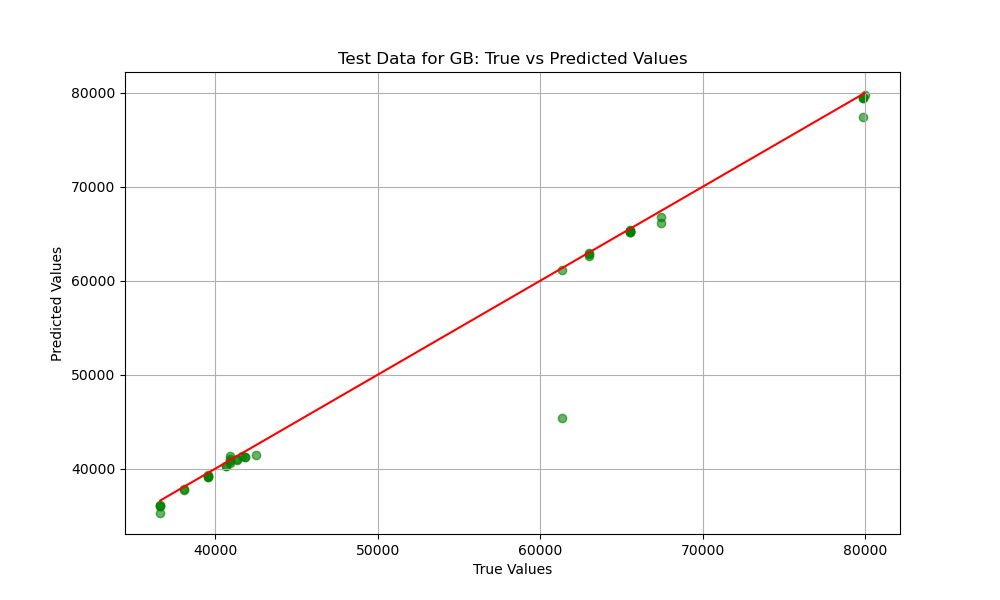 Test Data for GB: True vs Predicted Values
80000
70000
60000
50000
40000
Predicted Values
40000 50000 60000 70000 80000
True Values